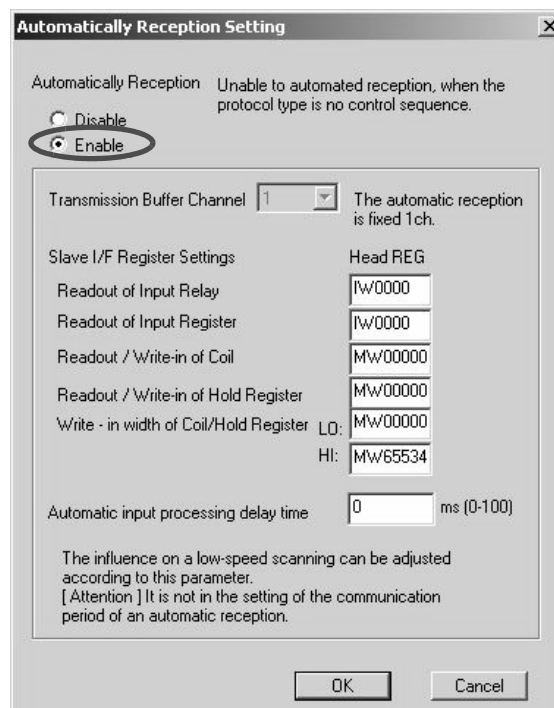 Automatically Reception Setting
Automatically Reception
Unable to automated reception, when the
protocol type is no control sequence.
Disable
Enable
Transmission Buffer Channel 1
The automatic reception
is fixed 1ch.
Slave I/F Register Settings Head REG
Readout of Input Relay IW0000
Readout of Input Register IW0000
Readout / Write-in of Coil MW00000
Readout / Write-in of Hold Register MW00000
Write - in width of Coil/Hold Register LO: MW00000
HI: MW65534
Automatic input processing delay time 0 ms (0-100)
The influence on a low-speed scanning can be adjusted
according to this parameter.
[ Attention ] It is not in the setting of the communication
period of an automatic reception.
OK Cancel